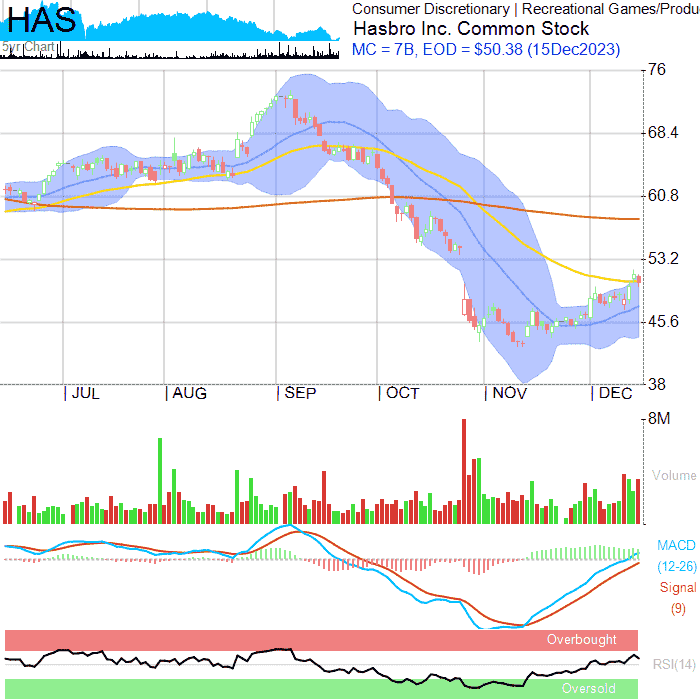 HAS
5yr Chart
Consumer Discretionary | Recreational Games/Produ
Hasbro Inc. Common Stock
MC = 7B, EOD = $50.38 (15Dec2023)
76
68.4
60.8
53.2
45.6
38
JUL
AUG
SEP
OCT
NOV
DEC
8M
Volume
MACD
(12-26)
Signal
(9)
Overbought
RSI(14)
Oversold